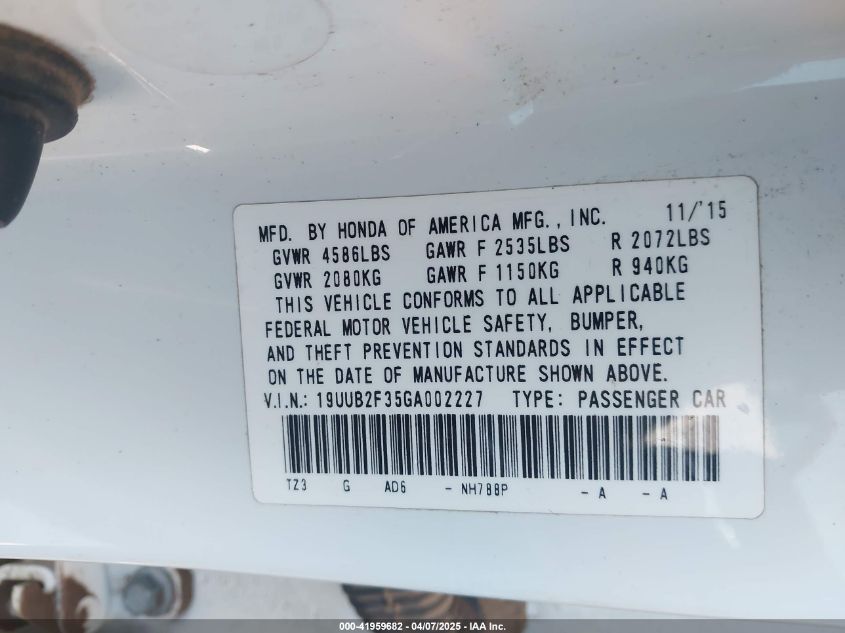 MFD. BY HONDA OF AMERICA MFG., INC. 11/'15
GVWR 4586LBS GAWR F 2535LBS R 2072LBS
GVWR 2080KG GAWR F 1150KG R 940KG
THIS VEHICLE CONFORMS TO ALL APPLICABLE
FEDERAL MOTOR VEHICLE SAFETY, BUMPER,
AND THEFT PREVENTION STANDARDS IN EFFECT
ON THE DATE OF MANUFACTURE SHOWN ABOVE.
V.I.N.: 19UUB2F35GA002227 TYPE: PASSENGER CAR
TZ3 G AD6 - NH788P - A - A
000-41959682 - 04/07/2025 - IAA Inc.